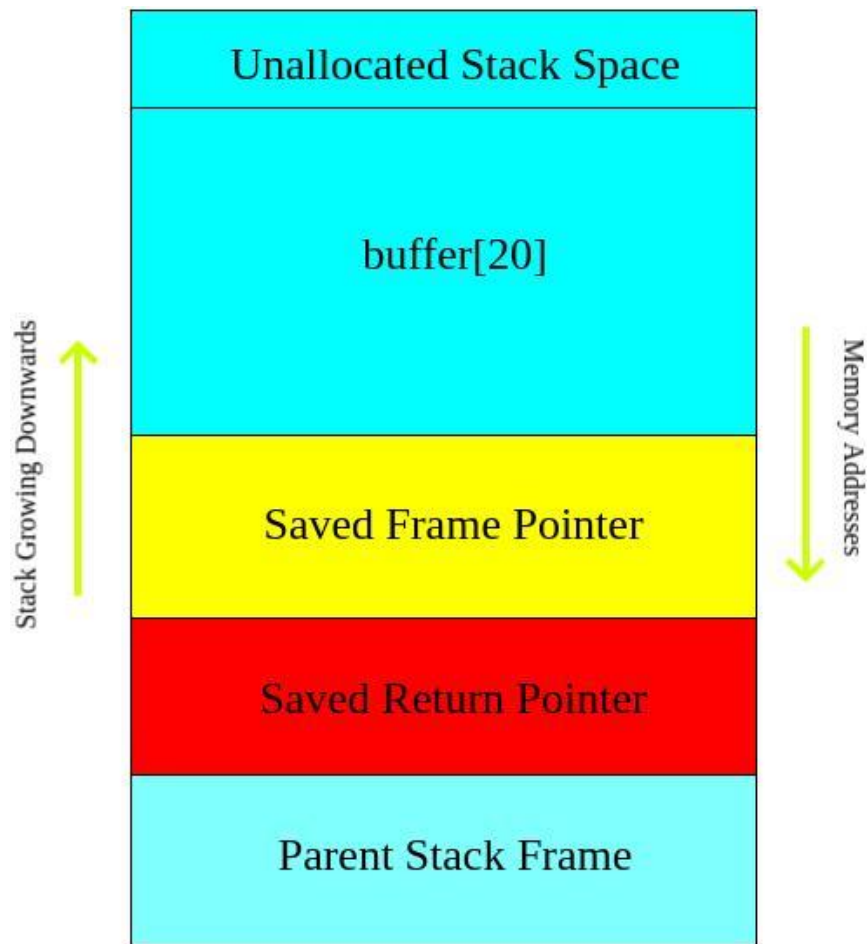 Unallocated Stack Space
buffer[20]
Stack Growing Downwards
Memory Addresses
Saved Frame Pointer
Saved Return Pointer
Parent Stack Frame